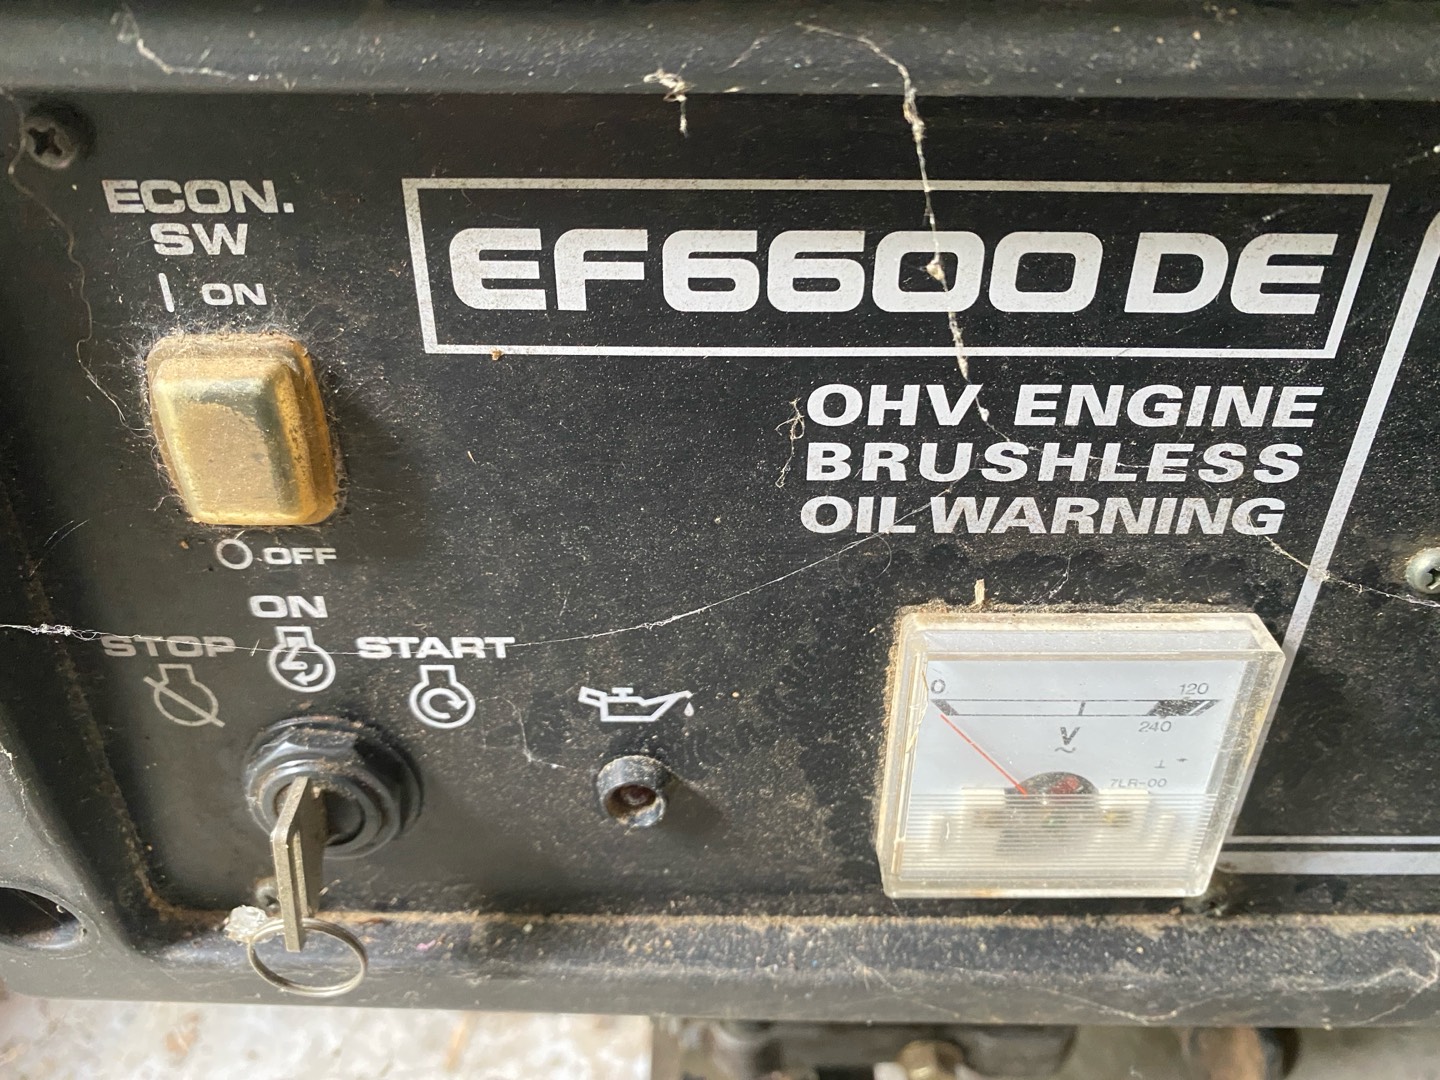 ECON.
SW
| ON
EF6600DE
OHV ENGINE
BRUSHLESS
OIL WARNING
O OFF
ON
STOP
START
0 120
240
V
~
7LR-00